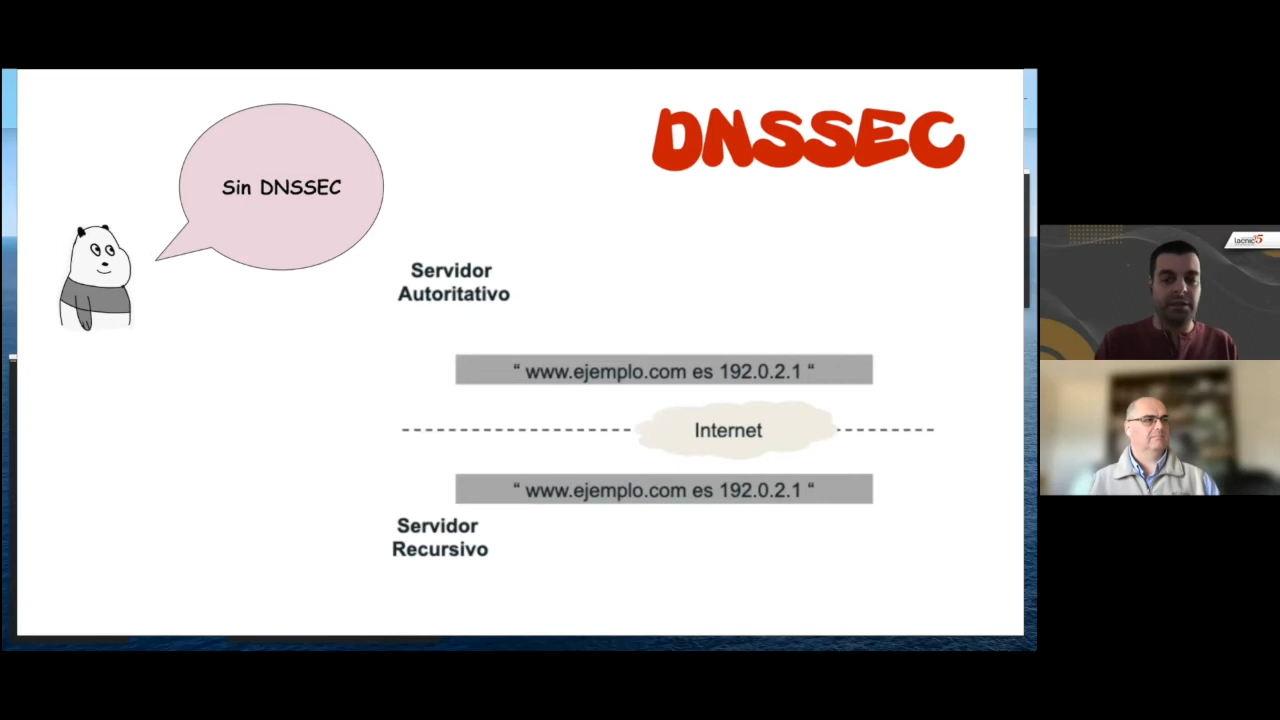 DNSSEC
Sin DNSSEC
Servidor
Autoritativo
“ www.ejemplo.com es 192.0.2.1 “
Internet
“ www.ejemplo.com es 192.0.2.1 “
Servidor
Recursivo
lacnic